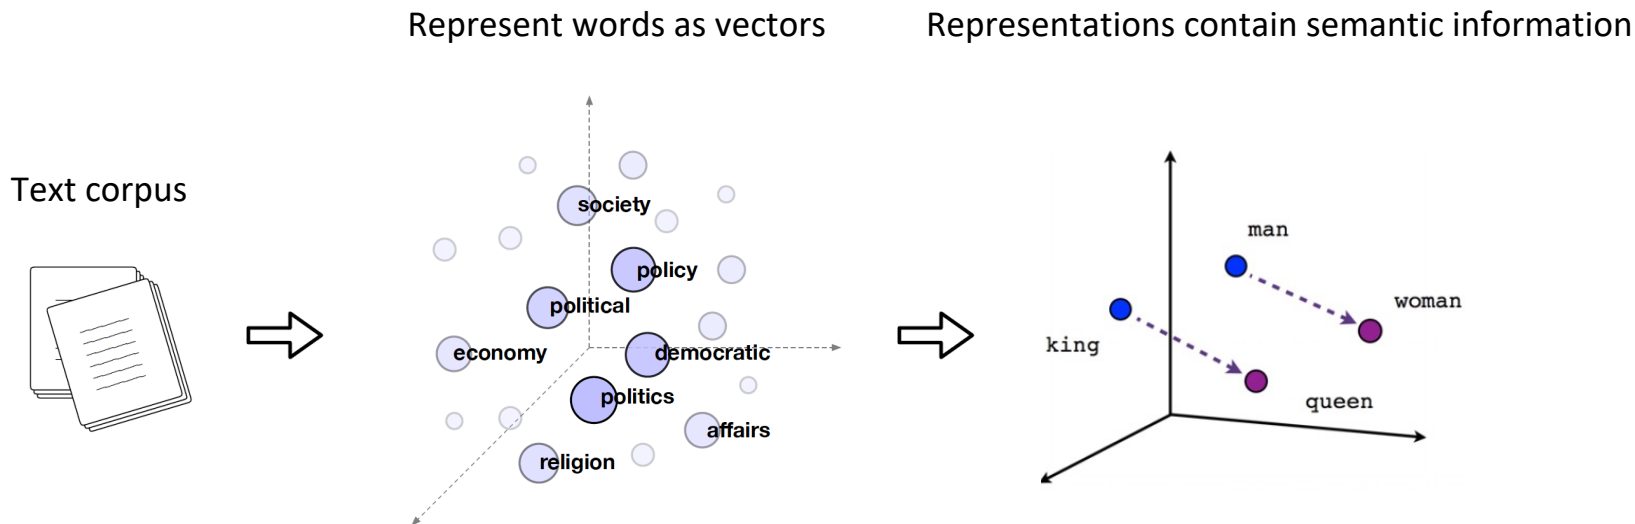 Represent words as vectors
Representations contain semantic information
Text corpus
society
policy
political
economy
democratic
politics
affairs
religion
man
woman
king
queen